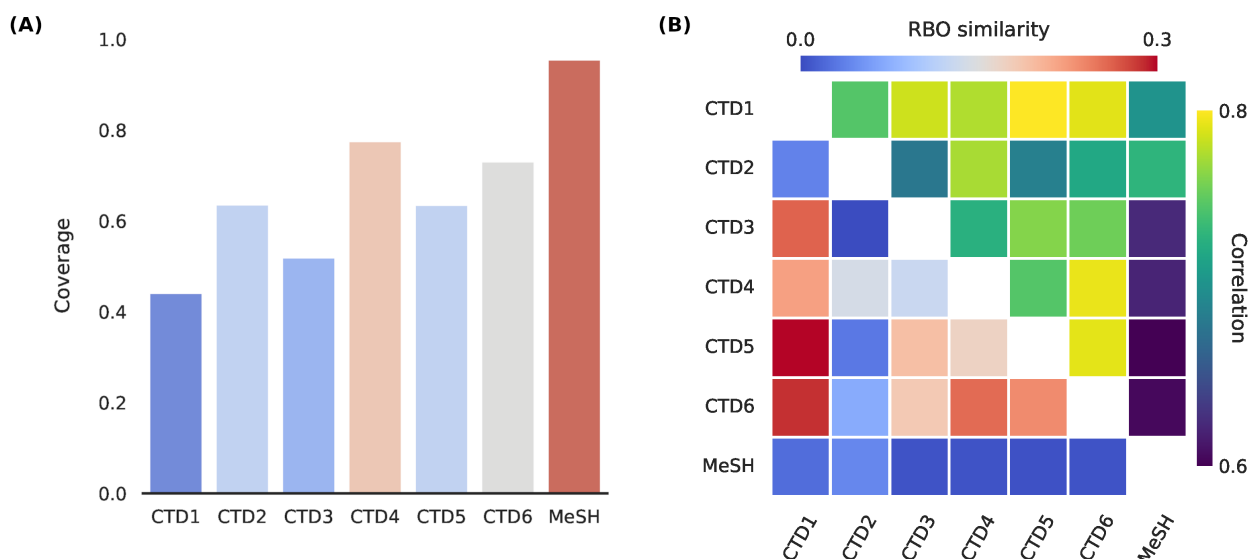 (A)
1.0
0.8
0.6
0.4
0.2
0.0
Coverage
CTD1 CTD2 CTD3 CTD4 CTD5 CTD6 MeSH
(B)
RBO similarity
0.0 0.3
CTD1
CTD2
CTD3
CTD4
CTD5
CTD6
MeSH
CTD1 CTD2 CTD3 CTD4 CTD5 CTD6 MeSH
0.8
Correlation
0.6